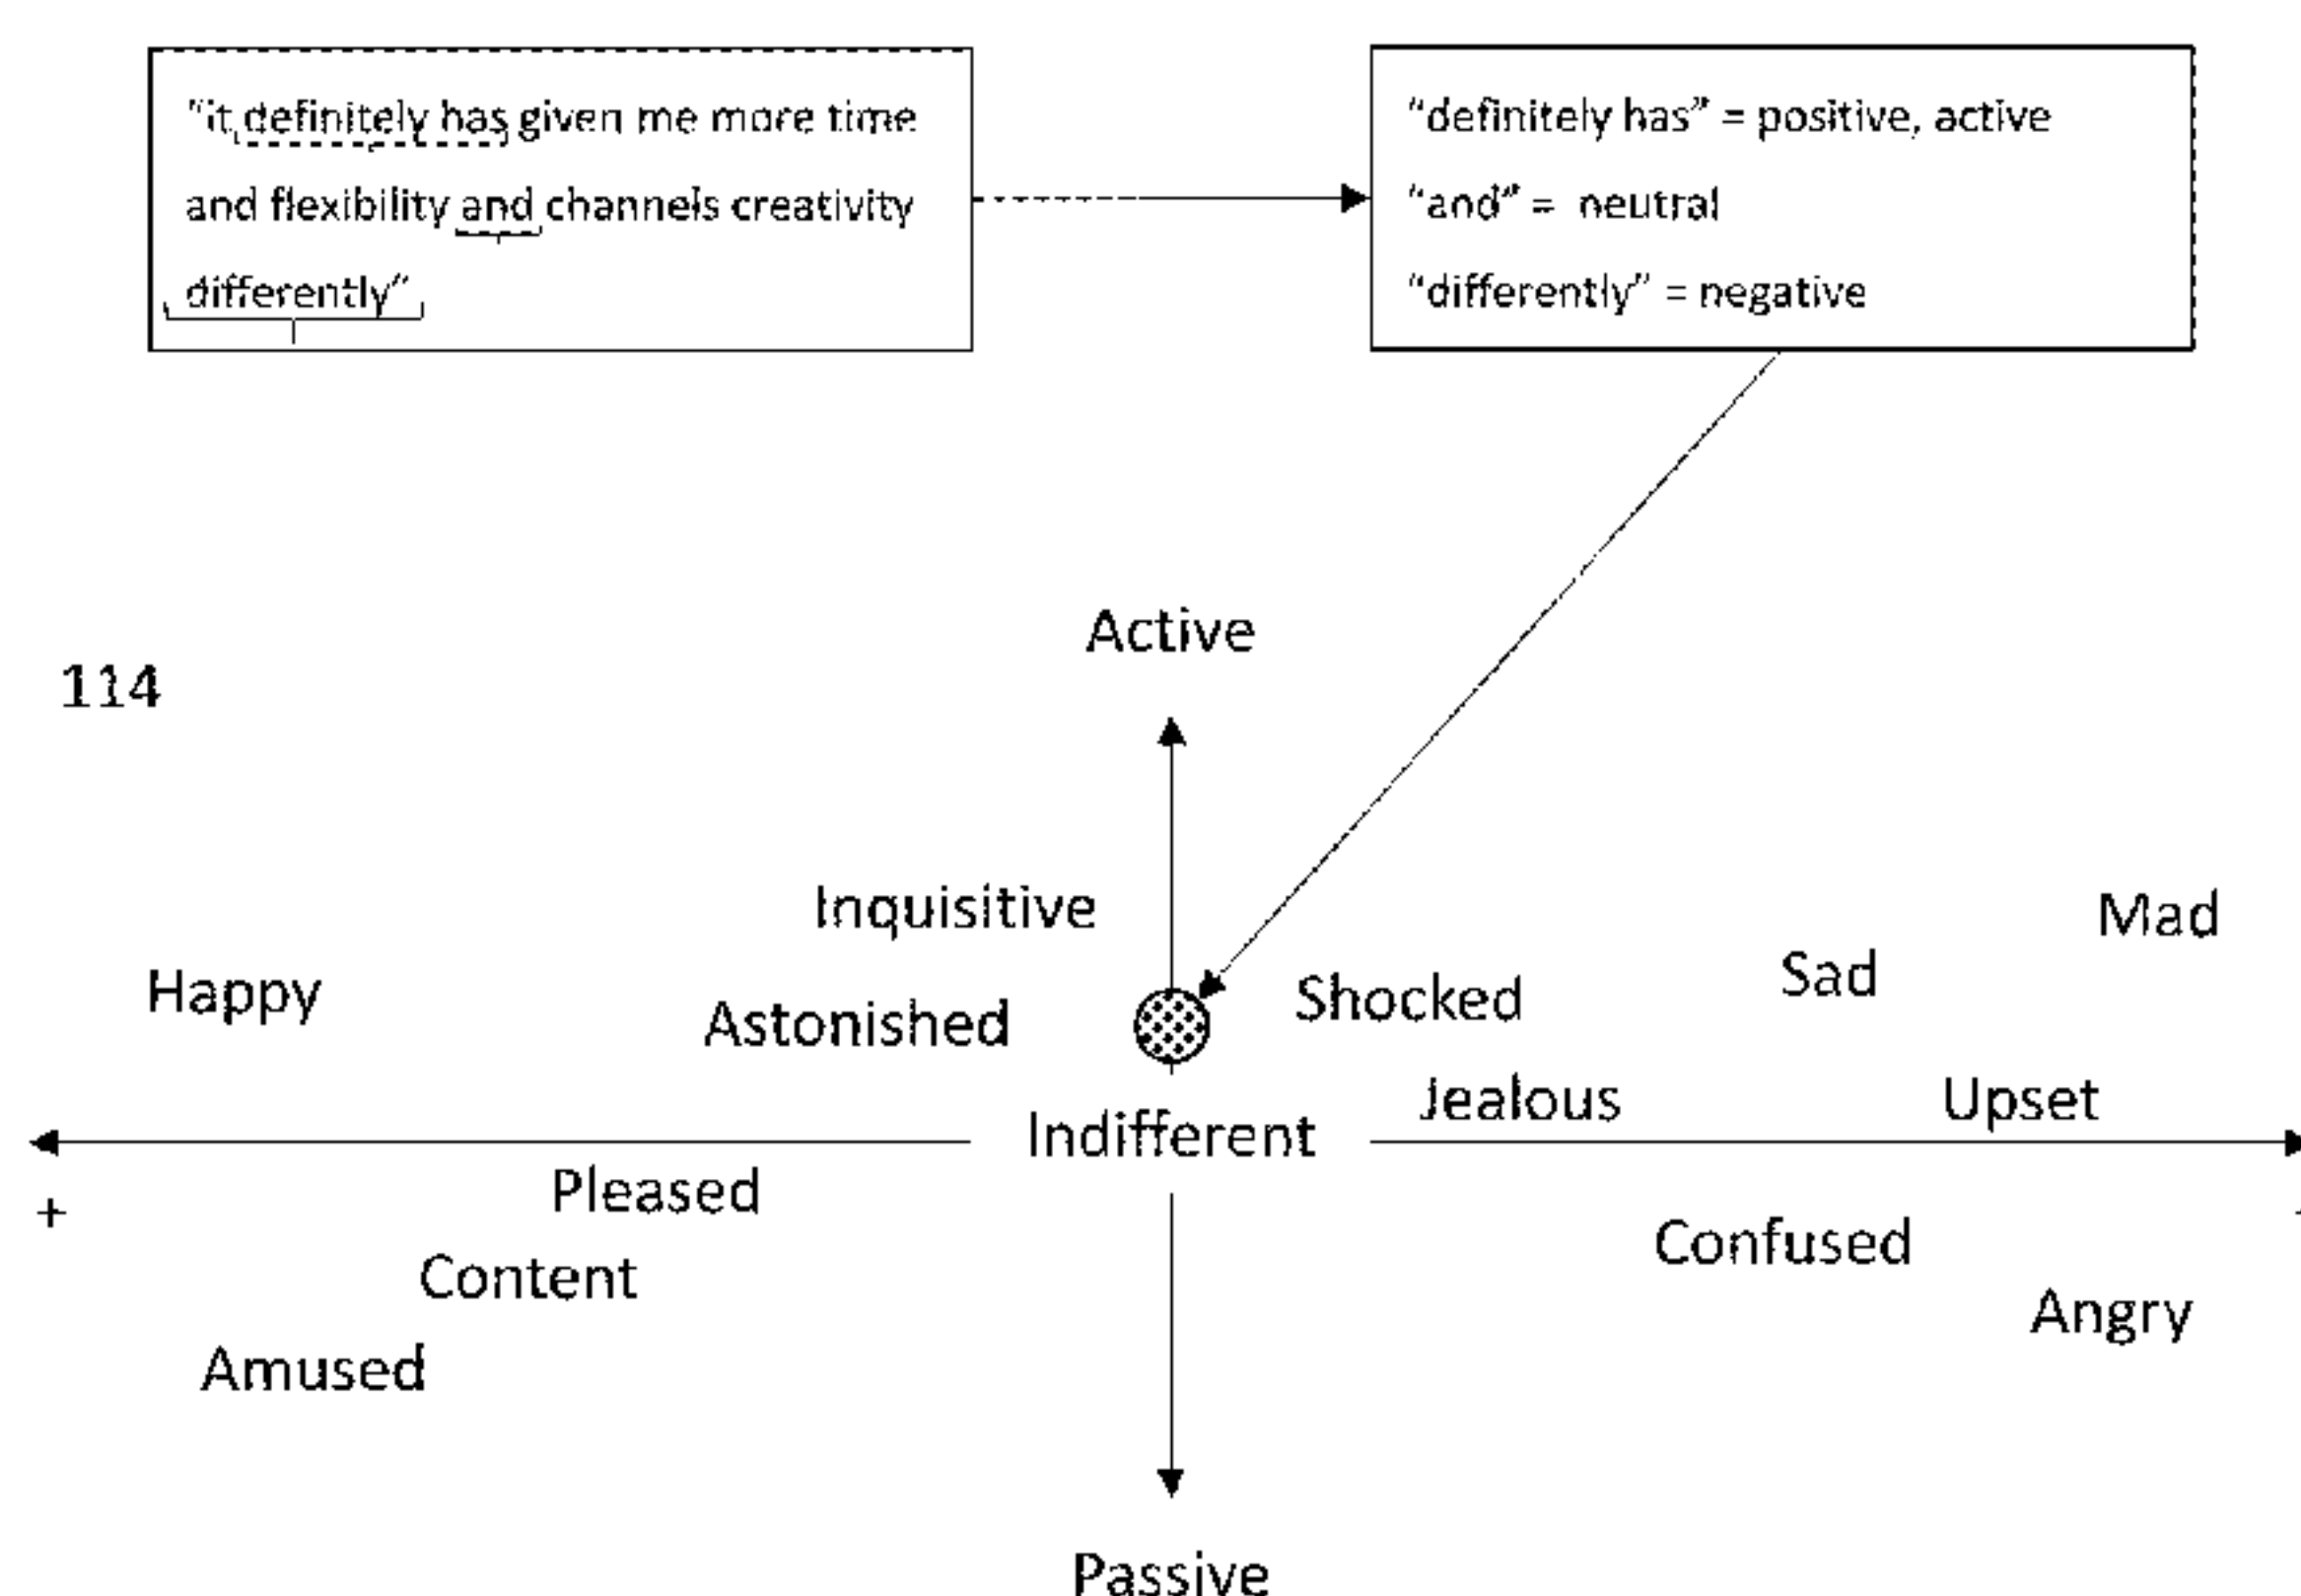 "it definitely has given me more time
and flexibility and channels creativity
differently"
"definitely has" = positive, active
"and" = neutral
"differently" = negative
Active
114
Inquisitive
Mad
Happy
Sad
Astonished
Shocked
Jealous
Upset
Indifferent
Pleased
+
-
Confused
Content
Angry
Amused
Passive